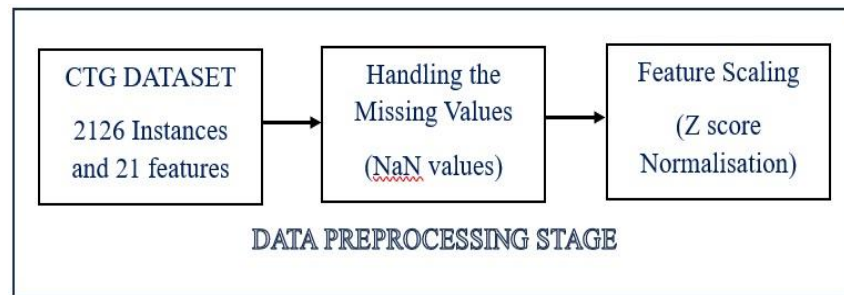 CTG DATASET
2126 Instances
and 21 features
Handling the
Missing Values
(NaN values)
Feature Scaling
(Z score
Normalisation)
DATA PREPROCESSING STAGE